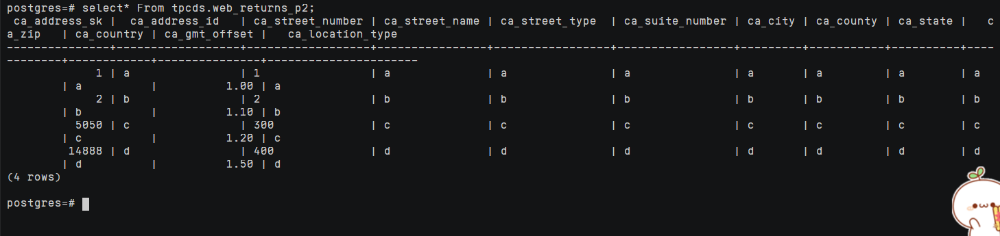 postgres=# select* From tpcds.web_returns_p2;
 ca_address_sk |  ca_address_id   | ca_street_number | ca_street_name | ca_street_type  | ca_suite_number | ca_city | ca_county | ca_state |   c
a_zip   | ca_country | ca_gmt_offset |   ca_location_type
---------------+------------------+------------------+----------------+-----------------+-----------------+---------+-----------+----------+----
--------+------------+---------------+----------------------
             1 | a                | 1                | a              | a               | a               | a       | a         | a        | a
        | a          |          1.00 | a
             2 | b                | 2                | b              | b               | b               | b       | b         | b        | b
        | b          |          1.10 | b
          5050 | c                | 300              | c              | c               | c               | c       | c         | c        | c
        | c          |          1.20 | c
         14888 | d                | 400              | d              | d               | d               | d       | d         | d        | d
        | d          |          1.50 | d
(4 rows)
postgres=#